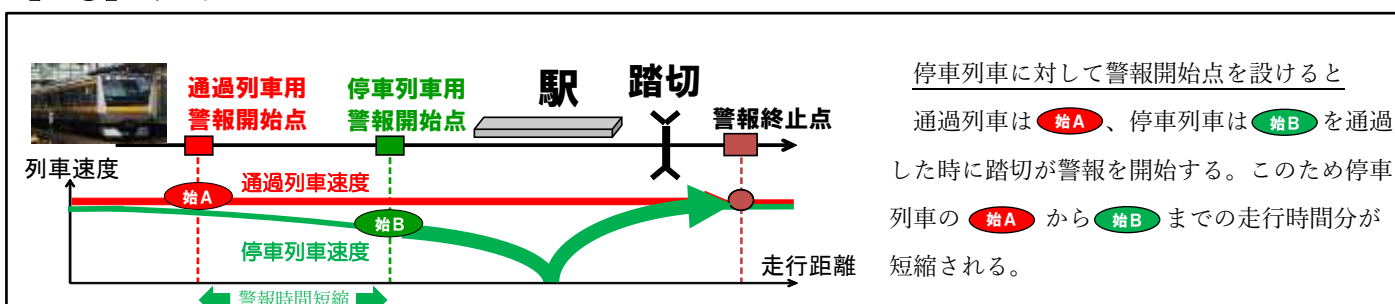 通過列車用
警報開始点
停車列車用
警報開始点
駅
踏切
警報終止点
列車速度
通過列車速度
始A
始B
停車列車速度
走行距離
警報時間短縮
停車列車に対して警報開始点を設けると
通過列車は 始A 、停車列車は 始B を通過
した時に踏切が警報を開始する。このため停車
列車の 始A から 始B までの走行時間分が
短縮される。